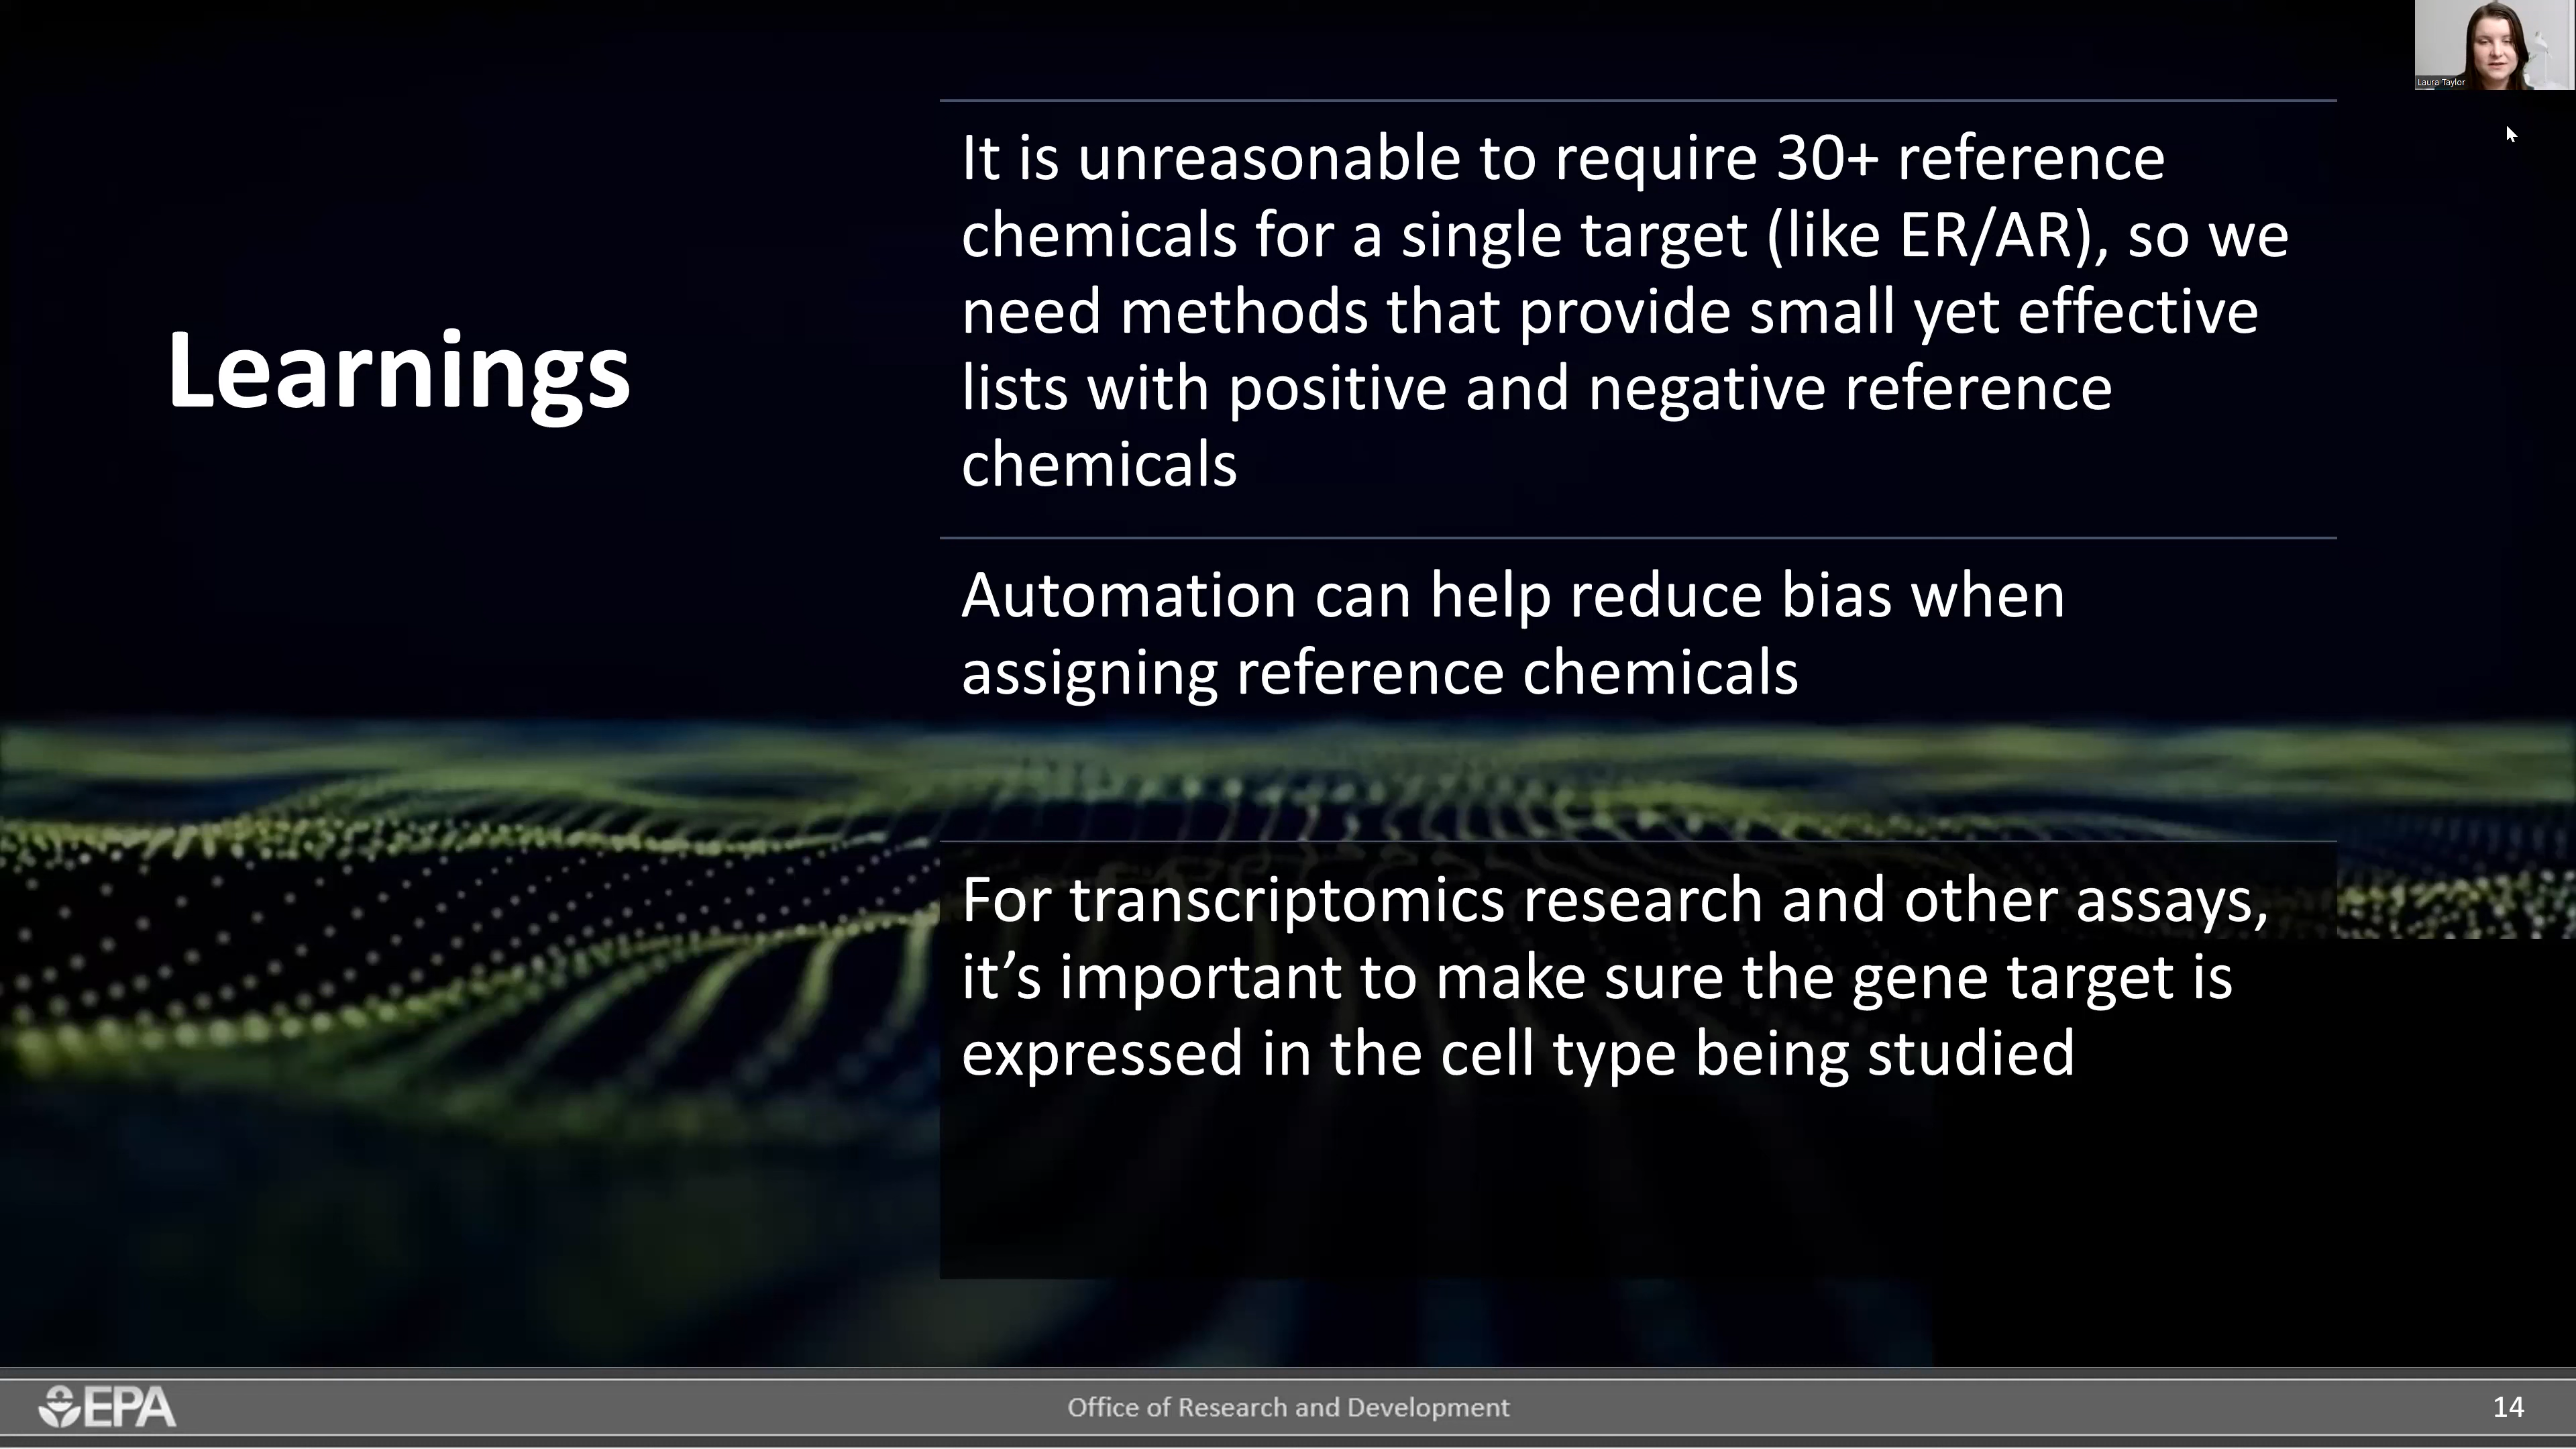 Laura Taylor
Learnings
It is unreasonable to require 30+ reference
chemicals for a single target (like ER/AR), so we
need methods that provide small yet effective
lists with positive and negative reference
chemicals
Automation can help reduce bias when
assigning reference chemicals
For transcriptomics research and other assays,
it’s important to make sure the gene target is
expressed in the cell type being studied
EPA
Office of Research and Development
14